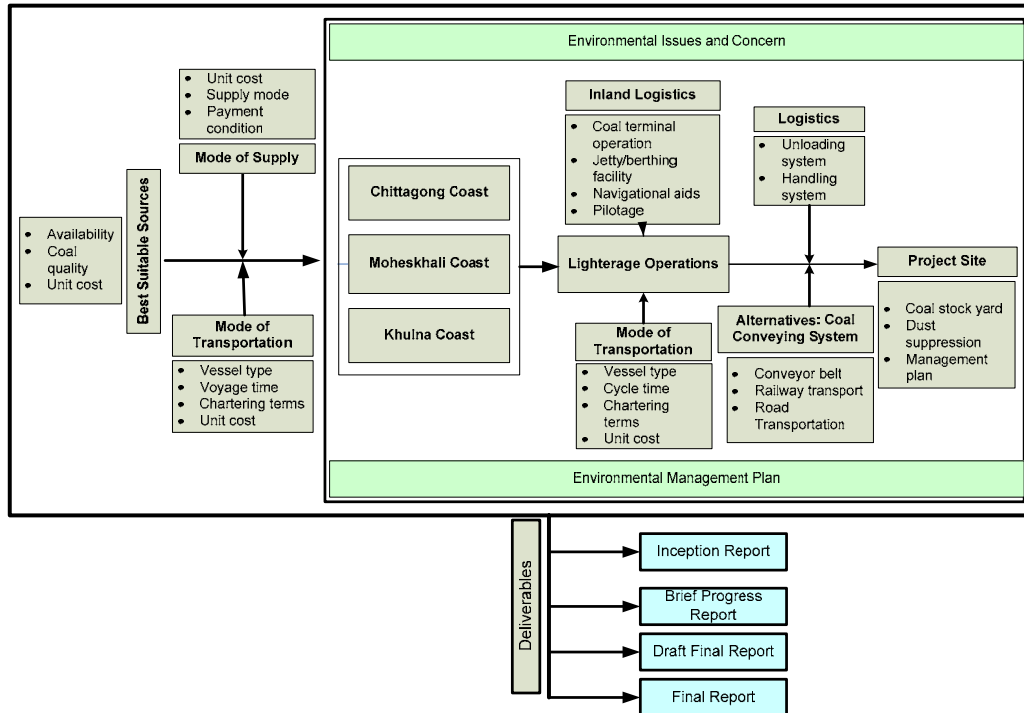 Environmental Issues and Concern
• Unit cost
• Supply mode
• Payment
condition
Mode of Supply
Best Suitable Sources
• Availability
• Coal
quality
• Unit cost
Mode of
Transportation
• Vessel type
• Voyage time
• Chartering terms
• Unit cost
Chittagong Coast
Moheskhali Coast
Khulna Coast
Inland Logistics
• Coal terminal
operation
• Jetty/berthing
facility
• Navigational aids
• Pilotage
Lighterage Operations
Mode of
Transportation
• Vessel type
• Cycle time
• Chartering
terms
• Unit cost
Logistics
• Unloading
system
• Handling
system
Alternatives: Coal
Conveying System
• Conveyor belt
• Railway transport
• Road
Transportation
Project Site
• Coal stock yard
• Dust
suppression
• Management
plan
Environmental Management Plan
Deliverables
Inception Report
Brief Progress
Report
Draft Final Report
Final Report